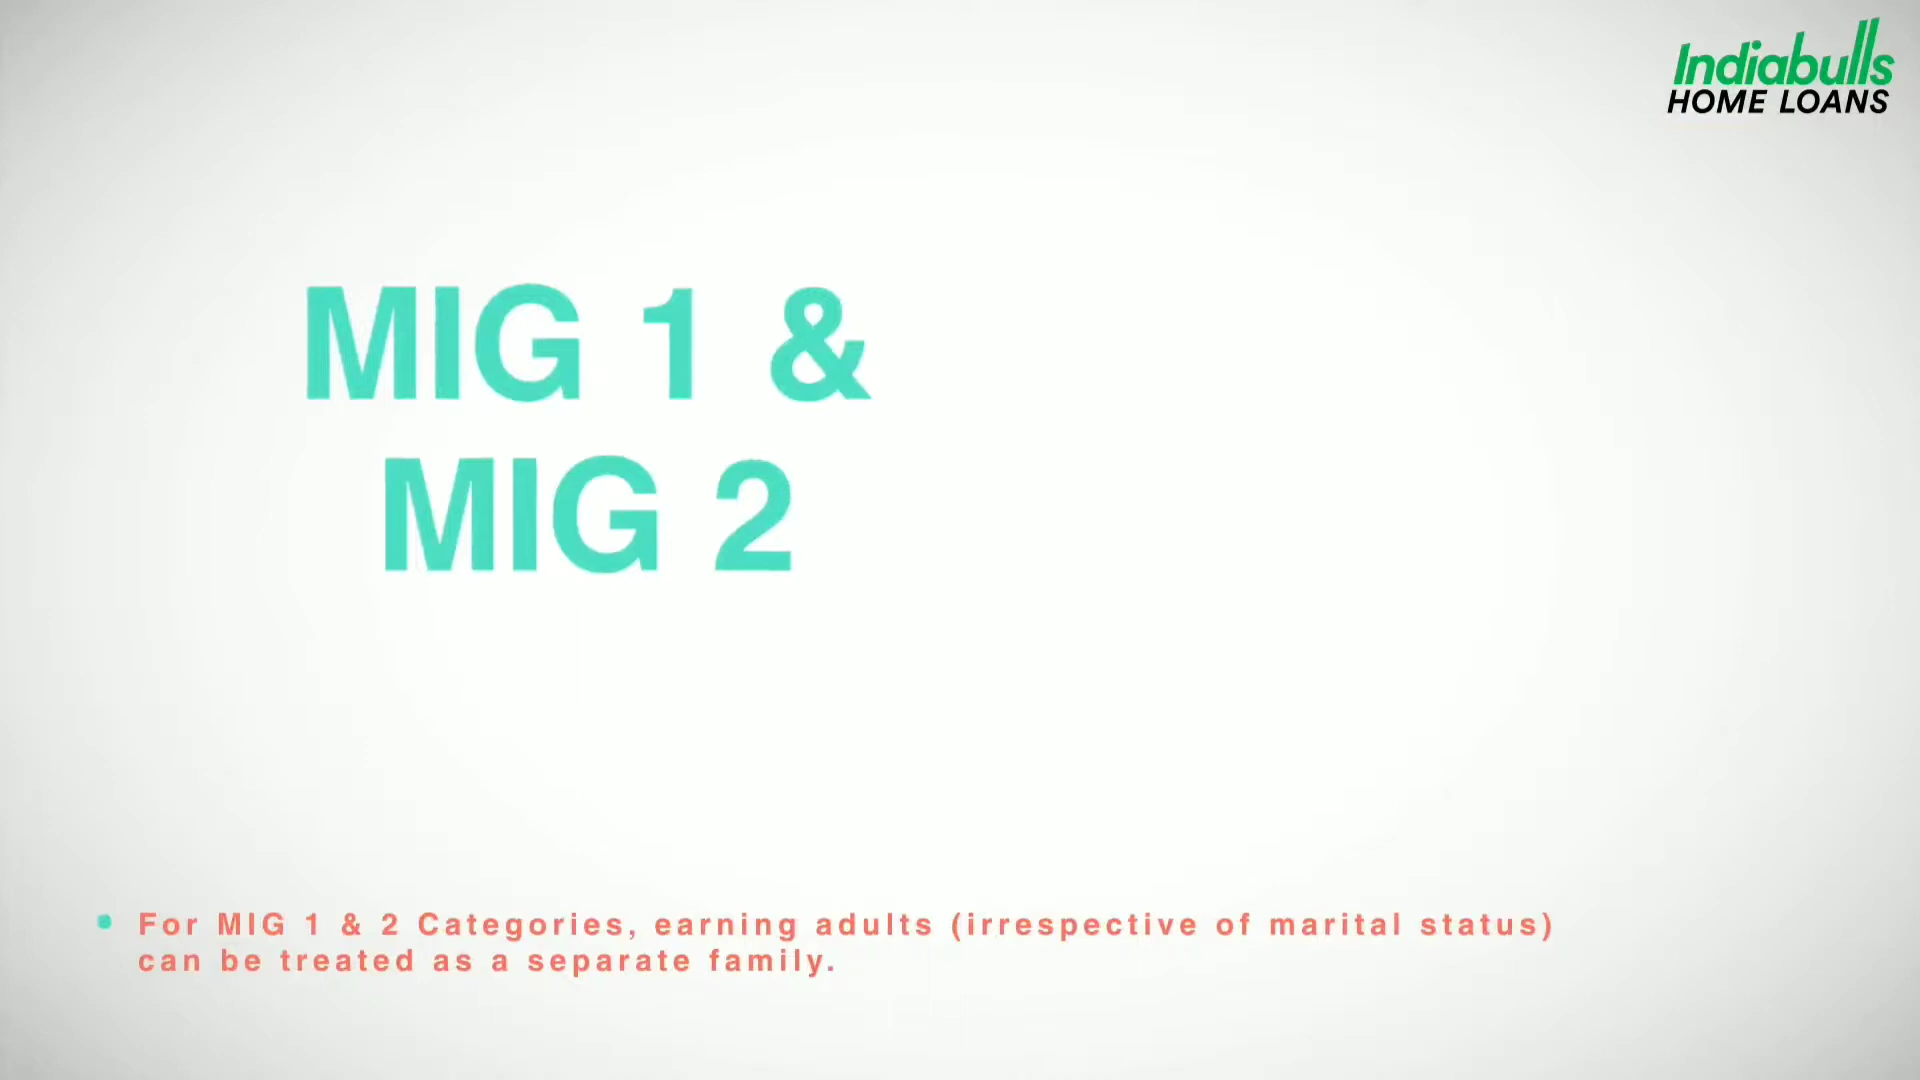 Indiabulls
HOME LOANS
MIG 1 &
MIG 2
For MIG 1 & 2 Categories, earning adults (irrespective of marital status)
can be treated as a separate family.